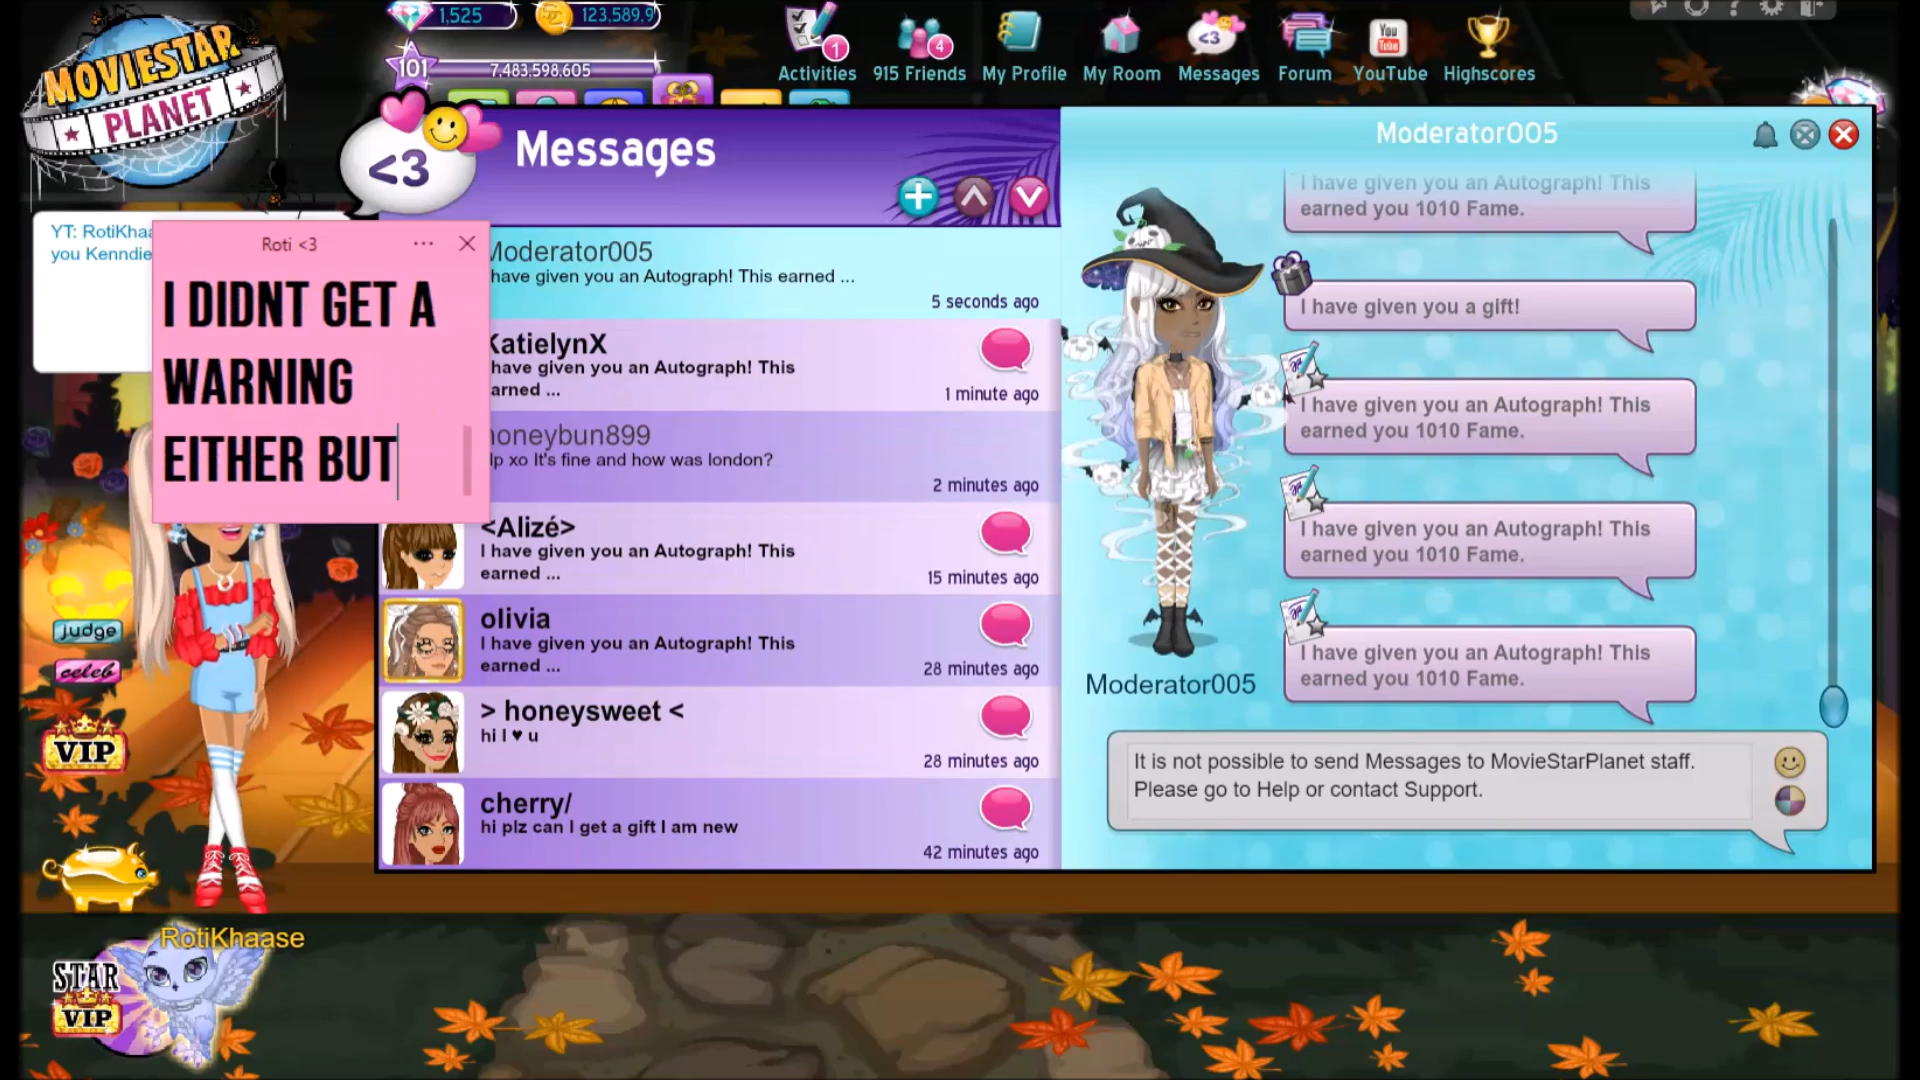 MOVIESTAR
PLANET
1,525
123,589,9
101
7,483.598.605
1
4
<3
Activities
915 Friends
My Profile
My Room
Messages
Forum
You
Tube
YouTube
Highscores
<3
Messages
YT: RotiKhaa
you Kenndie
Roti <3
I DIDNT GET A
WARNING
EITHER BUT
Moderator005
have given you an Autograph! This earned ...
5 seconds ago
KatielynX
have given you an Autograph! This
arned ...
1 minute ago
honeybun899
lp xo It's fine and how was london?
2 minutes ago
<Alizé>
I have given you an Autograph! This
earned ...
15 minutes ago
olivia
I have given you an Autograph! This
earned ...
28 minutes ago
> honeysweet <
hi I ♥ u
28 minutes ago
cherry/
hi plz can I get a gift I am new
42 minutes ago
Moderator005
I have given you an Autograph! This
earned you 1010 Fame.
I have given you a gift!
I have given you an Autograph! This
earned you 1010 Fame.
I have given you an Autograph! This
earned you 1010 Fame.
I have given you an Autograph! This
earned you 1010 Fame.
Moderator005
It is not possible to send Messages to MovieStarPlanet staff.
Please go to Help or contact Support.
judge
celeb
VIP
RotiKhaase
STAR
VIP